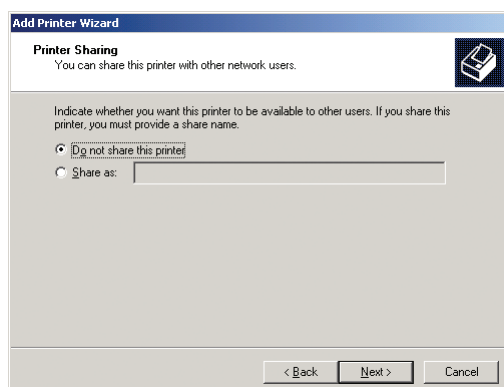 Add Printer Wizard
Printer Sharing
You can share this printer with other network users.
Indicate whether you want this printer to be available to other users. If you share this
printer, you must provide a share name.
Do not share this printer
Share as:
< Back
Next >
Cancel